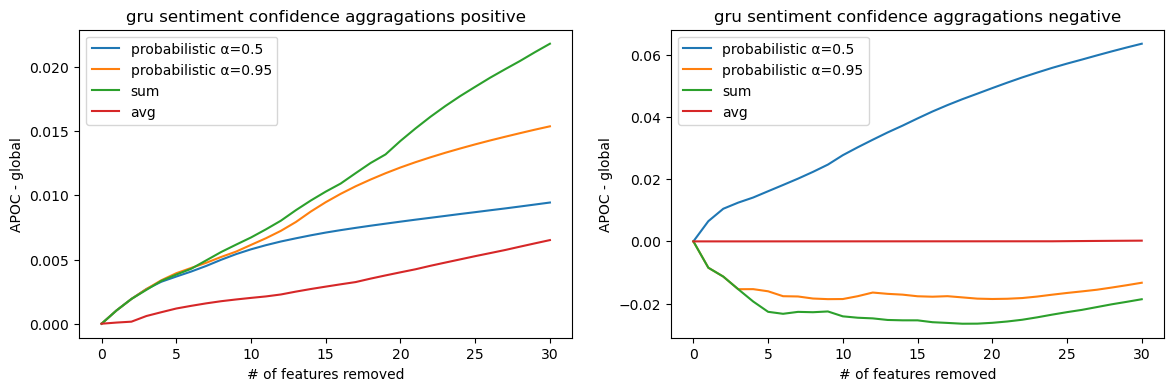 gru sentiment confidence aggragations positive
probabilistic α=0.5
probabilistic α=0.95
sum
avg
APOC - global
0.020
0.015
0.010
0.005
0.000
0 5 10 15 20 25 30
# of features removed
gru sentiment confidence aggragations negative
probabilistic α=0.5
probabilistic α=0.95
sum
avg
APOC - global
0.06
0.04
0.02
0.00
−0.02
0 5 10 15 20 25 30
# of features removed